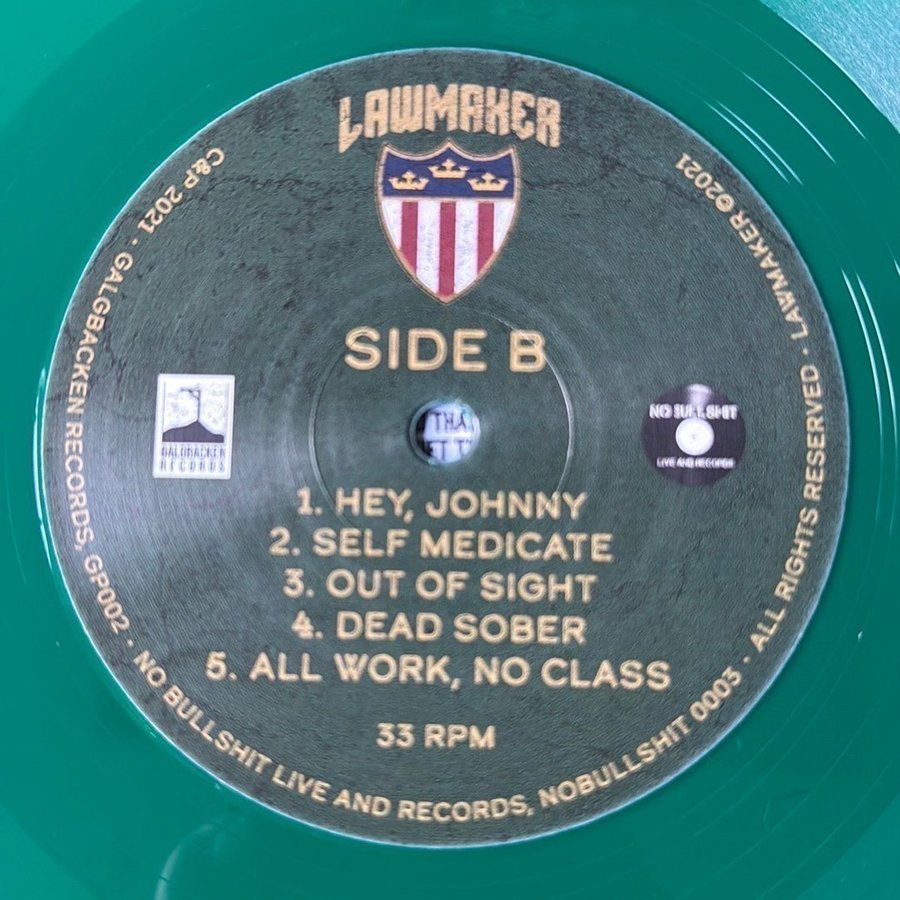 LAWMAKER
SIDE B
GALGBACKEN
RECORDS
NO BULLSHIT
LIVE AND RECORDS
THA
ET T
1. HEY, JOHNNY
2. SELF MEDICATE
3. OUT OF SIGHT
4. DEAD SOBER
5. ALL WORK, NO CLASS
33 RPM
C&P 2021 · GALGBACKEN RECORDS, GP002 · NO BULLSHIT LIVE AND RECORDS, NOBULLSHIT 0003 · ALL RIGHTS RESERVED · LAWMAKER ©2021